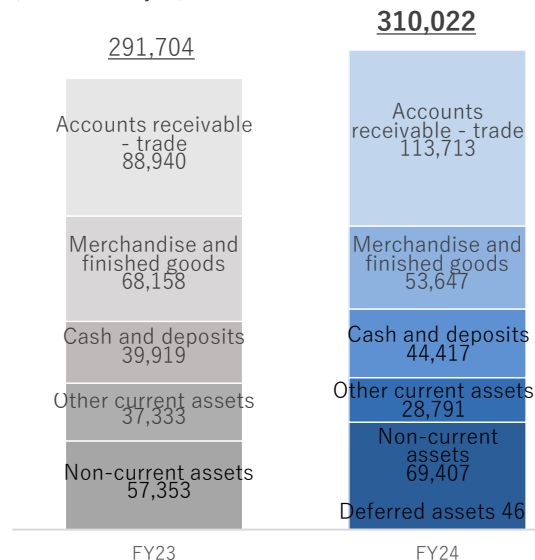 310,022
291,704
Accounts receivable
- trade
88,940
Merchandise and
finished goods
68,158
Cash and deposits
39,919
Other current assets
37,333
Non-current assets
57,353
FY23
Accounts
receivable - trade
113,713
Merchandise and
finished goods
53,647
Cash and deposits
44,417
Other current assets
28,791
Non-current
assets
69,407
Deferred assets 46
FY24